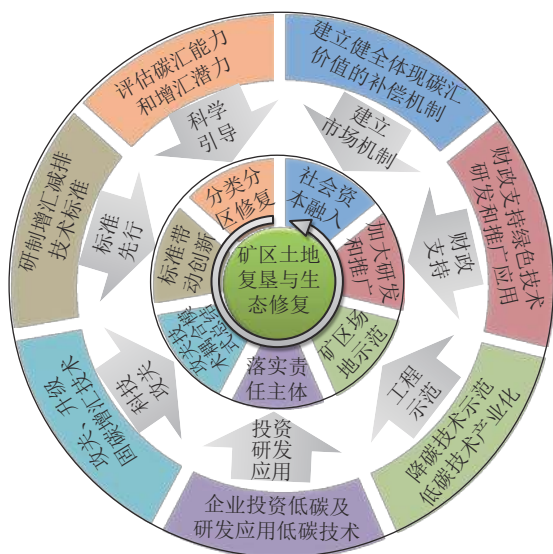 评估碳汇能力
和增汇潜力
建立健全体现碳汇
价值的补偿机制
财政支持绿色技术
研发和推广应用
降碳技术示范
低碳技术产业化
企业投资低碳及
研发应用低碳技术
攻关、升级
固碳增汇技术
研制增汇减排
技术标准
科学
引导
建立
市场机制
财政
支持
工程
示范
投资
研发
应用
科技
攻关
标准
先行
分类分
区修复
社会资
本融入
加大研发
和推广
矿区场
地示范
落实责
任主体
标准带
动创新
矿区土地
复垦与生
态修复